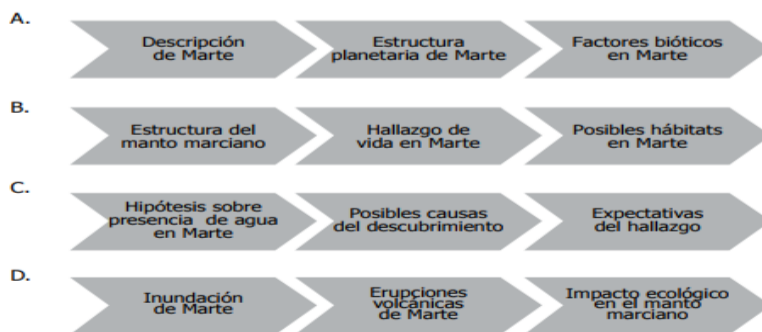 A.
Descripción
de Marte
Estructura
planetaria de Marte
Factores bióticos
en Marte
B.
Estructura del
manto marciano
Hallazgo de
vida en Marte
Posibles hábitats
en Marte
C.
Hipótesis sobre
presencia de agua
en Marte
Posibles causas
del descubrimiento
Expectativas
del hallazgo
D.
Inundación
de Marte
Erupciones
volcánicas
de Marte
Impacto ecológico
en el manto
marciano